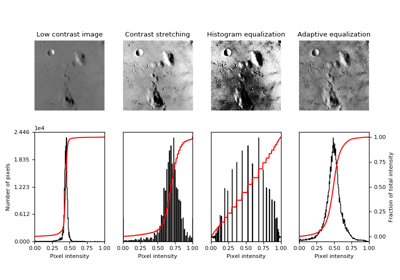 Low contrast image
Contrast stretching
Histogram equalization
Adaptive equalization
1e4
2.446
1.835
1.223
0.612
0.000
Number of pixels
0.00 0.25 0.50 0.75 1.00
Pixel intensity
0.00 0.25 0.50 0.75 1.00
Pixel intensity
0.00 0.25 0.50 0.75 1.00
Pixel intensity
0.00 0.25 0.50 0.75 1.00
Pixel intensity
1.00
0.75
0.50
0.25
0.00
Fraction of total intensity